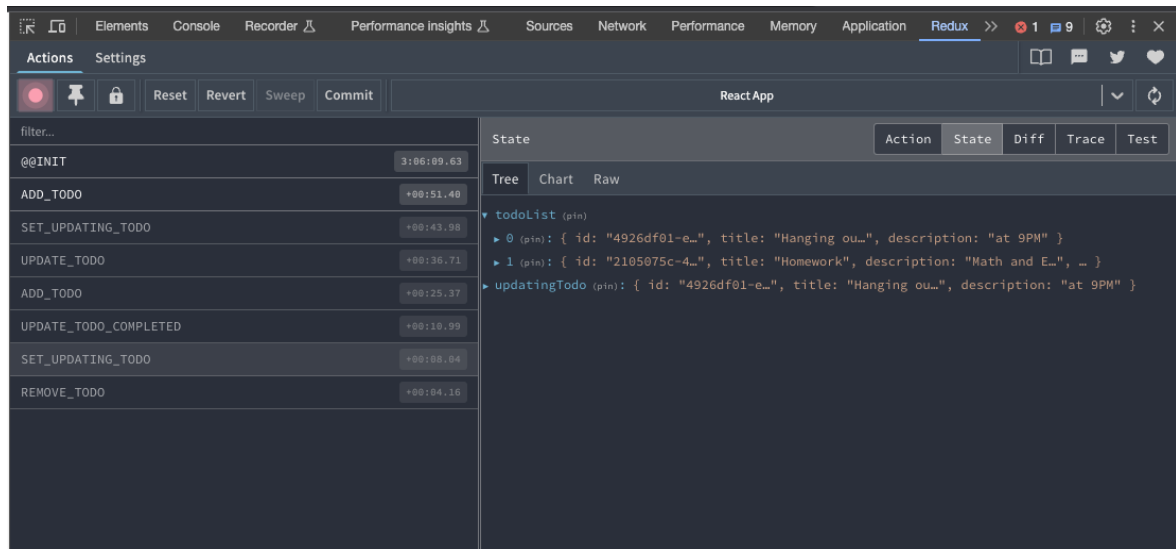 Elements Console Recorder Performance insights Sources Network Performance Memory Application Redux >> 1 9
Actions Settings
Reset Revert Sweep Commit React App
filter...
@@INIT 3:06:09.63
ADD_TODO +00:51.40
SET_UPDATING_TODO +00:43.98
UPDATE_TODO +00:36.71
ADD_TODO +00:25.37
UPDATE_TODO_COMPLETED +00:10.99
SET_UPDATING_TODO +00:08.04
REMOVE_TODO +00:04.16
State Action State Diff Trace Test
Tree Chart Raw
todoList (pin)
0 (pin): { id: "4926df01-e…", title: "Hanging ou…", description: "at 9PM" }
1 (pin): { id: "2105075c-4…", title: "Homework", description: "Math and E…", … }
updatingTodo (pin): { id: "4926df01-e…", title: "Hanging ou…", description: "at 9PM" }